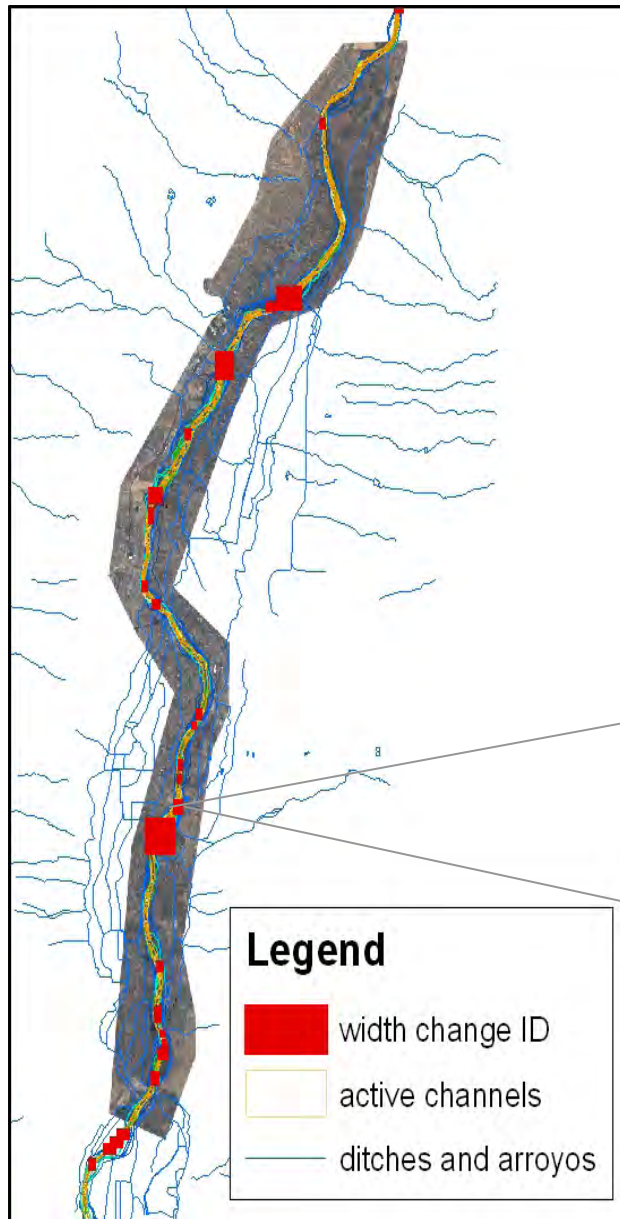 Legend
width change ID
active channels
ditches and arroyos